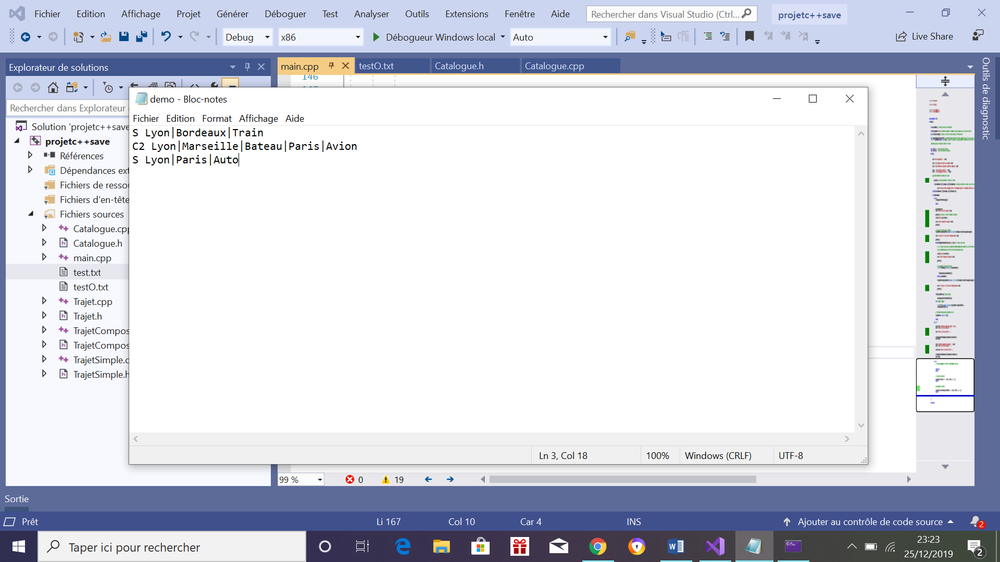 Fichier Edition Affichage Projet Générer Déboguer Test Analyser Outils Extensions Fenêtre Aide Rechercher dans Visual Studio (Ctrl... projetc++save
Debug x86 Débogueur Windows local Auto Live Share
Explorateur de solutions
main.cpp testO.txt Catalogue.h Catalogue.cpp
Outils de diagnostic
146
Rechercher dans Explorateur
Solution 'projetc++save
projetc++save
Références
Dépendances ext
Fichiers de resso
Fichiers d'en-tête
Fichiers sources
Catalogue.cpp
Catalogue.h
main.cpp
test.txt
testO.txt
Trajet.cpp
Trajet.h
TrajetCompos
TrajetCompos
TrajetSimple.c
TrajetSimple.h
demo - Bloc-notes
Fichier Edition Format Affichage Aide
S Lyon|Bordeaux|Train
C2 Lyon|Marseille|Bateau|Paris|Avion
S Lyon|Paris|Auto
Ln 3, Col 18 100% Windows (CRLF) UTF-8
99 % 0 19
Sortie
Prêt Li 167 Col 10 Car 4 INS Ajouter au contrôle de code source 2
Taper ici pour rechercher
23:23
25/12/2019
2